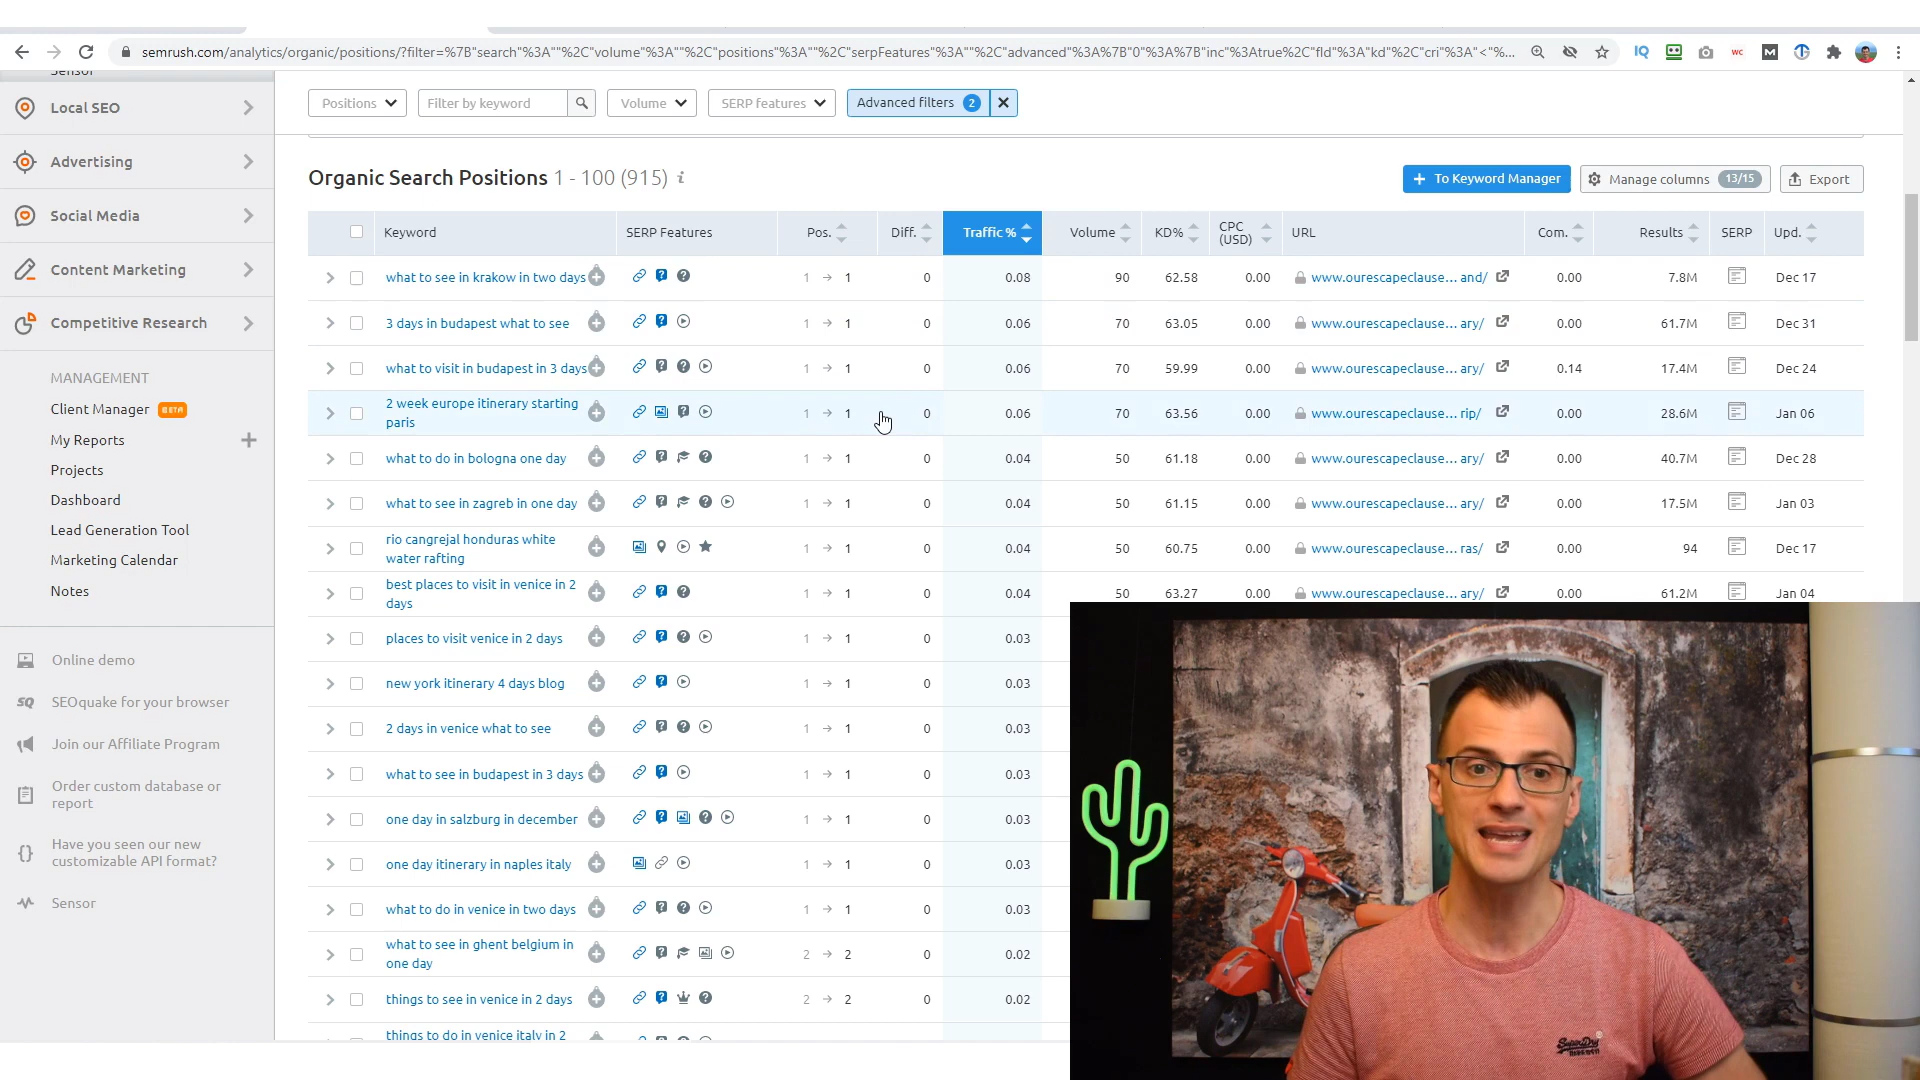 semrush.com/analytics/organic/positions/?filter=%7B"search"%3A""%2C"volume"%3A""%2C"positions"%3A""%2C"serpFeatures"%3A""%2C"advanced"%3A%7B"0"%3A%7B"inc"%3Atrue%2C"fld"%3A"kd"%2C"cri"%3A"<"%...
Sensor
Local SEO
Advertising
Social Media
Content Marketing
Competitive Research
MANAGEMENT
Client Manager BETA
My Reports +
Projects
Dashboard
Lead Generation Tool
Marketing Calendar
Notes
Online demo
SEOquake for your browser
Join our Affiliate Program
Order custom database or
report
Have you seen our new
customizable API format?
Sensor
Positions Filter by keyword Volume SERP features Advanced filters 2
Organic Search Positions 1 - 100 (915) i
+ To Keyword Manager Manage columns 13/15 Export
Keyword SERP Features Pos. Diff. Traffic % Volume KD% CPC (USD) URL Com. Results SERP Upd.
what to see in krakow in two days 1 → 1 0 0.08 90 62.58 0.00 www.ourescapeclause... and/ 0.00 7.8M Dec 17
3 days in budapest what to see 1 → 1 0 0.06 70 63.05 0.00 www.ourescapeclause... ary/ 0.00 61.7M Dec 31
what to visit in budapest in 3 days 1 → 1 0 0.06 70 59.99 0.00 www.ourescapeclause... ary/ 0.14 17.4M Dec 24
2 week europe itinerary starting
paris 1 → 1 0 0.06 70 63.56 0.00 www.ourescapeclause... rip/ 0.00 28.6M Jan 06
what to do in bologna one day 1 → 1 0 0.04 50 61.18 0.00 www.ourescapeclause... ary/ 0.00 40.7M Dec 28
what to see in zagreb in one day 1 → 1 0 0.04 50 61.15 0.00 www.ourescapeclause... ary/ 0.00 17.5M Jan 03
rio cangrejal honduras white
water rafting 1 → 1 0 0.04 50 60.75 0.00 www.ourescapeclause... ras/ 0.00 94 Dec 17
best places to visit in venice in 2
days 1 → 1 0 0.04 50 63.27 0.00 www.ourescapeclause... ary/ 0.00 61.2M Jan 04
places to visit venice in 2 days 1 → 1 0 0.03
new york itinerary 4 days blog 1 → 1 0 0.03
2 days in venice what to see 1 → 1 0 0.03
what to see in budapest in 3 days 1 → 1 0 0.03
one day in salzburg in december 1 → 1 0 0.03
one day itinerary in naples italy 1 → 1 0 0.03
what to do in venice in two days 1 → 1 0 0.03
what to see in ghent belgium in
one day 2 → 2 0 0.02
things to see in venice in 2 days 2 → 2 0 0.02
things to do in venice italy in 2
SuperDry